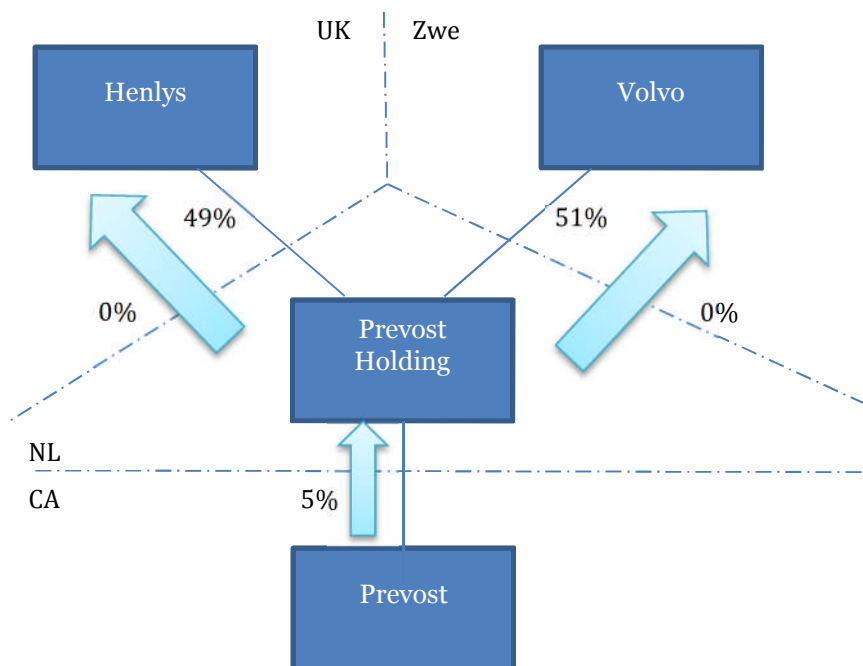 UK
Zwe
Henlys
Volvo
49%
51%
0%
Prevost
Holding
0%
NL
CA
5%
Prevost